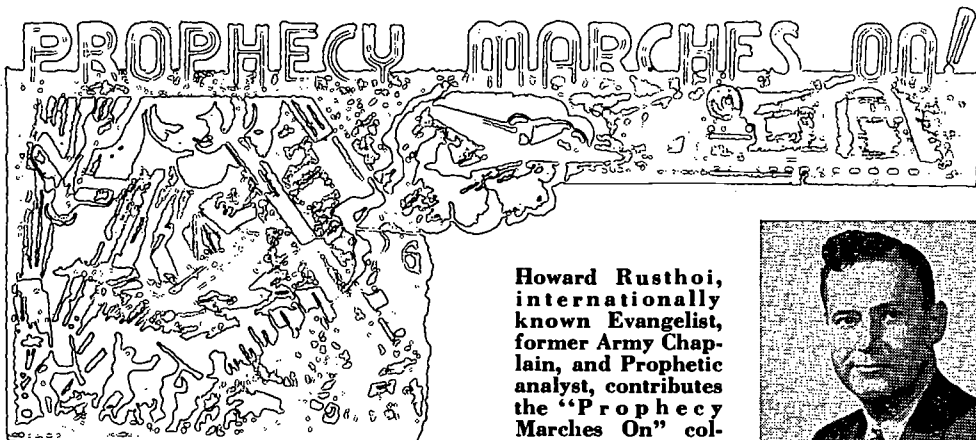 PROPHECY MARCHES ON!
Howard Rusthoi,
internationally
known Evangelist,
former Army Chap-
lain, and Prophetic
analyst, contributes
the “Prophecy
Marches On” col-